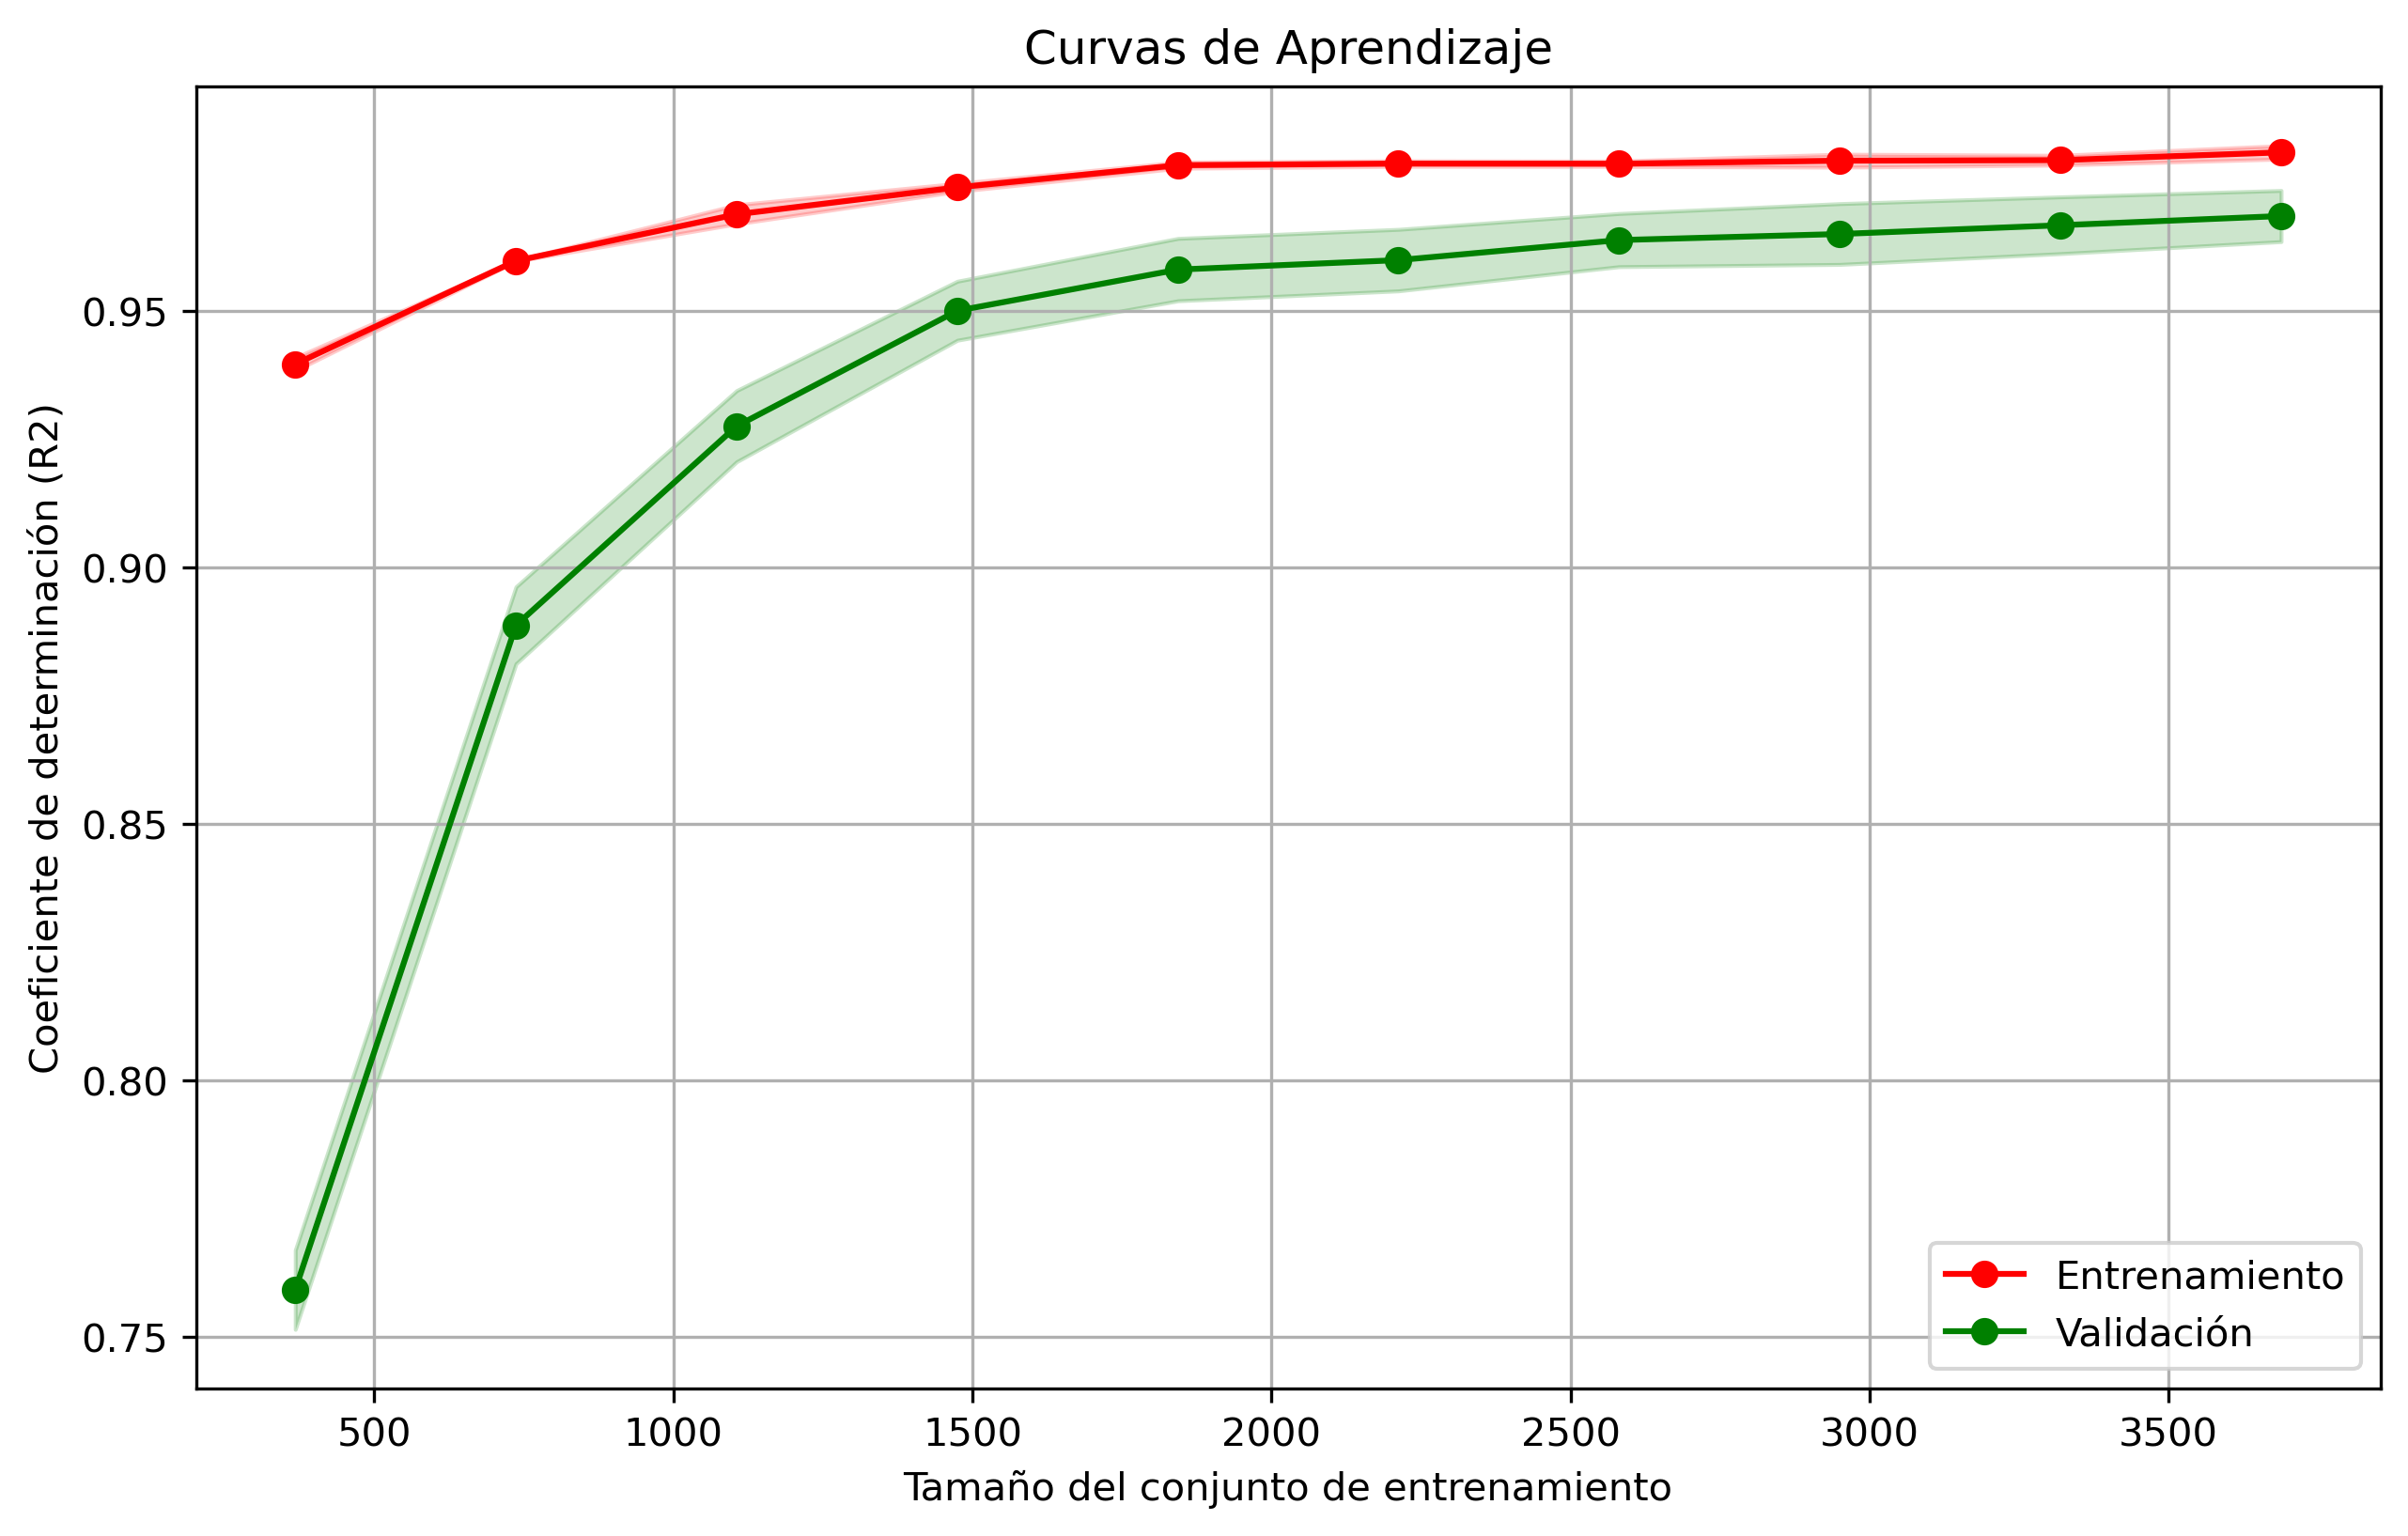 Curvas de Aprendizaje
Coeficiente de determinación (R2)
0.95
0.90
0.85
0.80
0.75
500 1000 1500 2000 2500 3000 3500
Tamaño del conjunto de entrenamiento
Entrenamiento
Validación